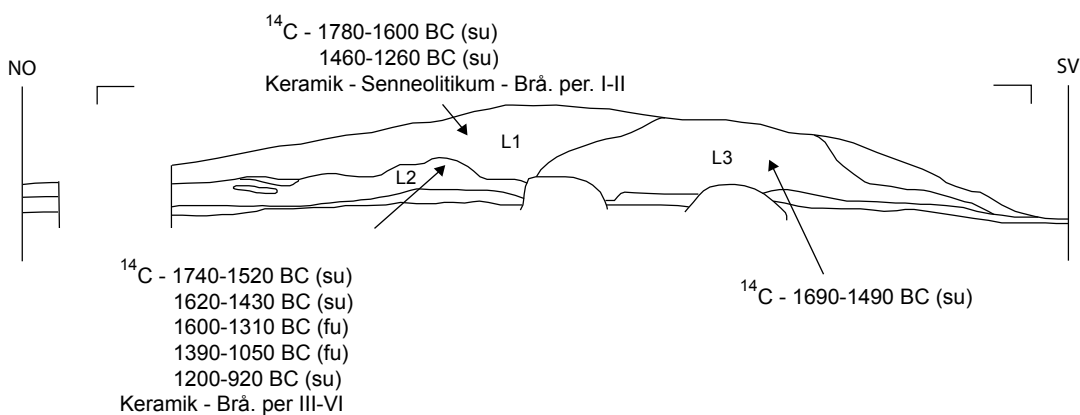 ¹⁴C - 1780-1600 BC (su)
1460-1260 BC (su)
Keramik - Senneolitikum - Brå. per. I-II
NO
SV
L1
L3
L2
¹⁴C - 1740-1520 BC (su)
1620-1430 BC (su)
1600-1310 BC (fu)
1390-1050 BC (fu)
1200-920 BC (su)
Keramik - Brå. per III-VI
¹⁴C - 1690-1490 BC (su)